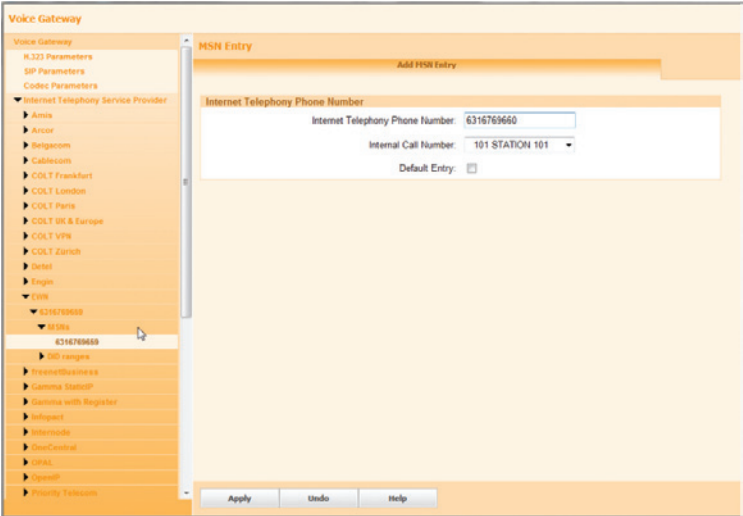 Voice Gateway
Voice Gateway
H.323 Parameters
SIP Parameters
Codec Parameters
Internet Telephony Service Provider
Amis
Arcor
Belgacom
Cablecom
COLT Frankfurt
COLT London
COLT Paris
COLT UK & Europe
COLT VPN
COLT Zürich
Detel
Engin
MSNs
6316769669
DID ranges
freenetBusiness
Gamma StaticIP
Gamma with Register
Infopact
Internode
OneCentral
OPAL
OpenIP
Priority Telecom
MSN Entry
Add MSN Entry
Internet Telephony Phone Number
Internet Telephony Phone Number:
6316769660
Internal Call Number:
101 STATION 101
Default Entry:
Apply
Undo
Help